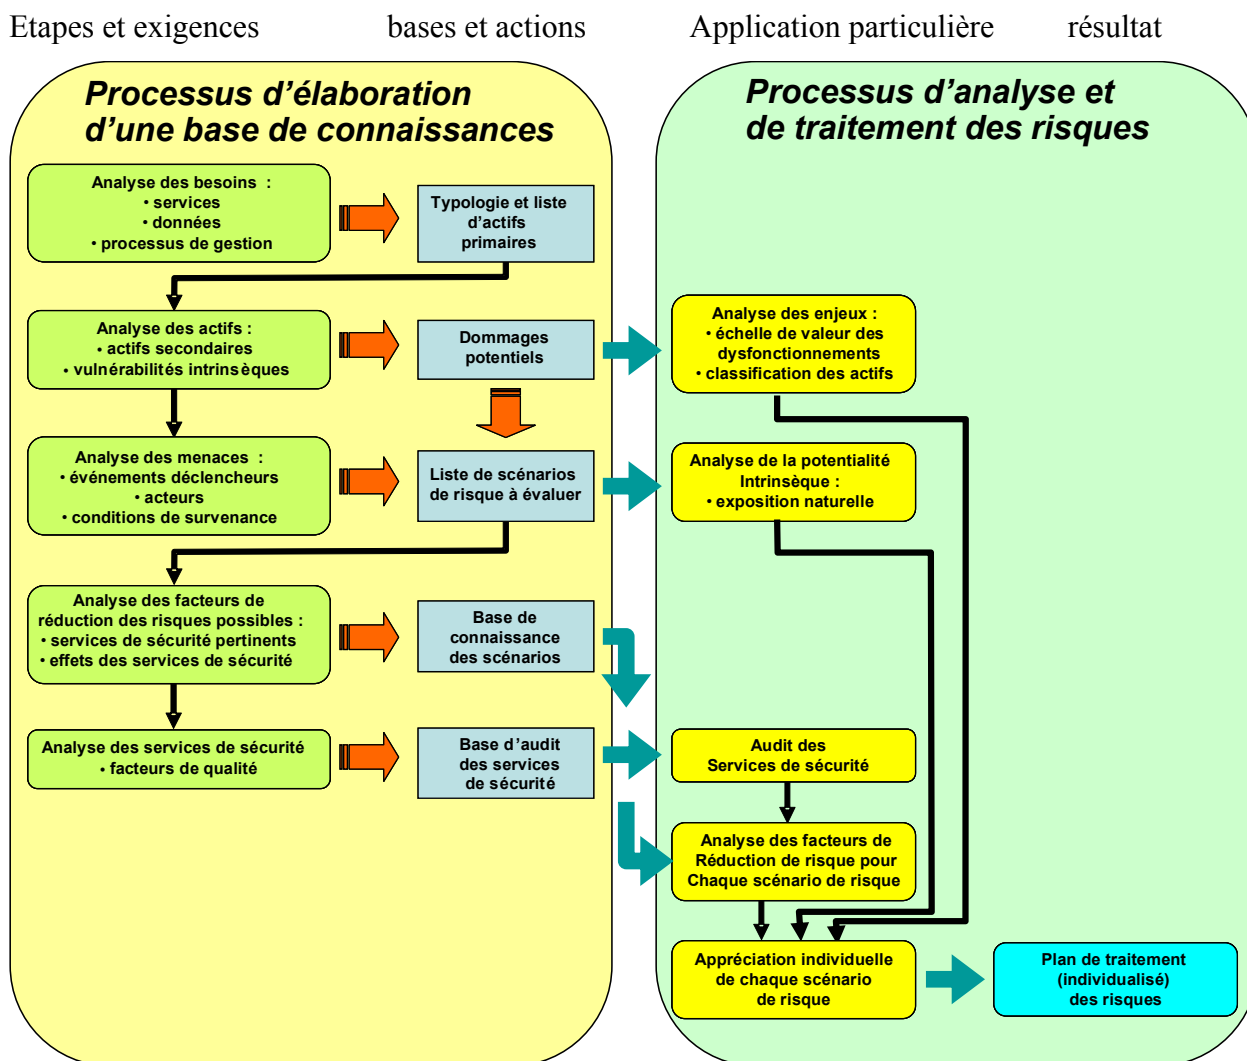 Etapes et exigences bases et actions Application particulière résultat
Processus d'élaboration
d'une base de connaissances
Analyse des besoins :
• services
• données
• processus de gestion
Typologie et liste
d'actifs
primaires
Analyse des actifs :
• actifs secondaires
• vulnérabilités intrinsèques
Dommages
potentiels
Analyse des menaces :
• événements déclencheurs
• acteurs
• conditions de survenance
Liste de scénarios
de risque à évaluer
Analyse des facteurs de
réduction des risques possibles :
• services de sécurité pertinents
• effets des services de sécurité
Base de
connaissance
des scénarios
Analyse des services de sécurité
• facteurs de qualité
Base d'audit
des services
de sécurité
Processus d'analyse et
de traitement des risques
Analyse des enjeux :
• échelle de valeur des
dysfonctionnements
• classification des actifs
Analyse de la potentialité
Intrinsèque :
• exposition naturelle
Audit des
Services de sécurité
Analyse des facteurs de
Réduction de risque pour
Chaque scénario de risque
Appréciation individuelle
de chaque scénario
de risque
Plan de traitement
(individualisé)
des risques